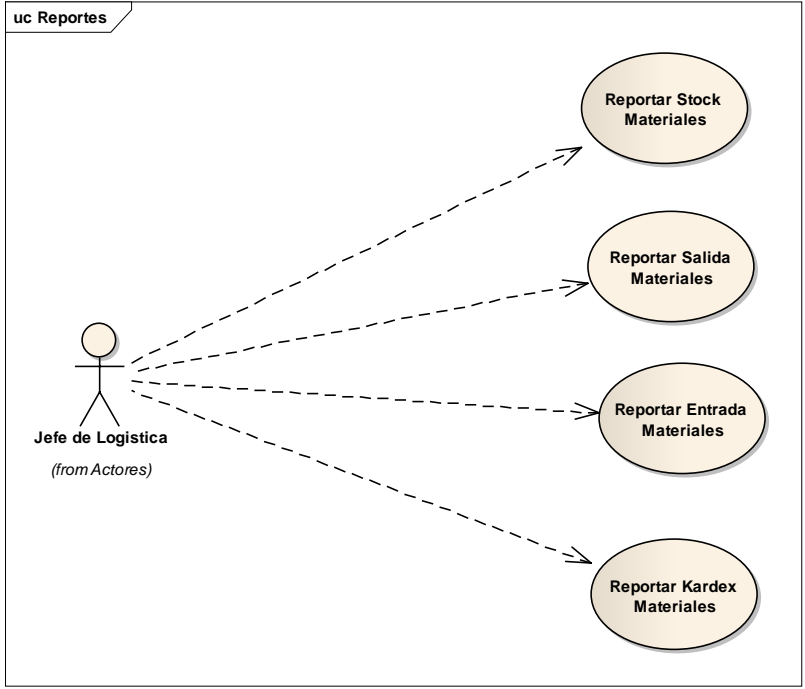 uc Reportes
Reportar Stock
Materiales
Reportar Salida
Materiales
Reportar Entrada
Materiales
Reportar Kardex
Materiales
Jefe de Logistica
(from Actores)